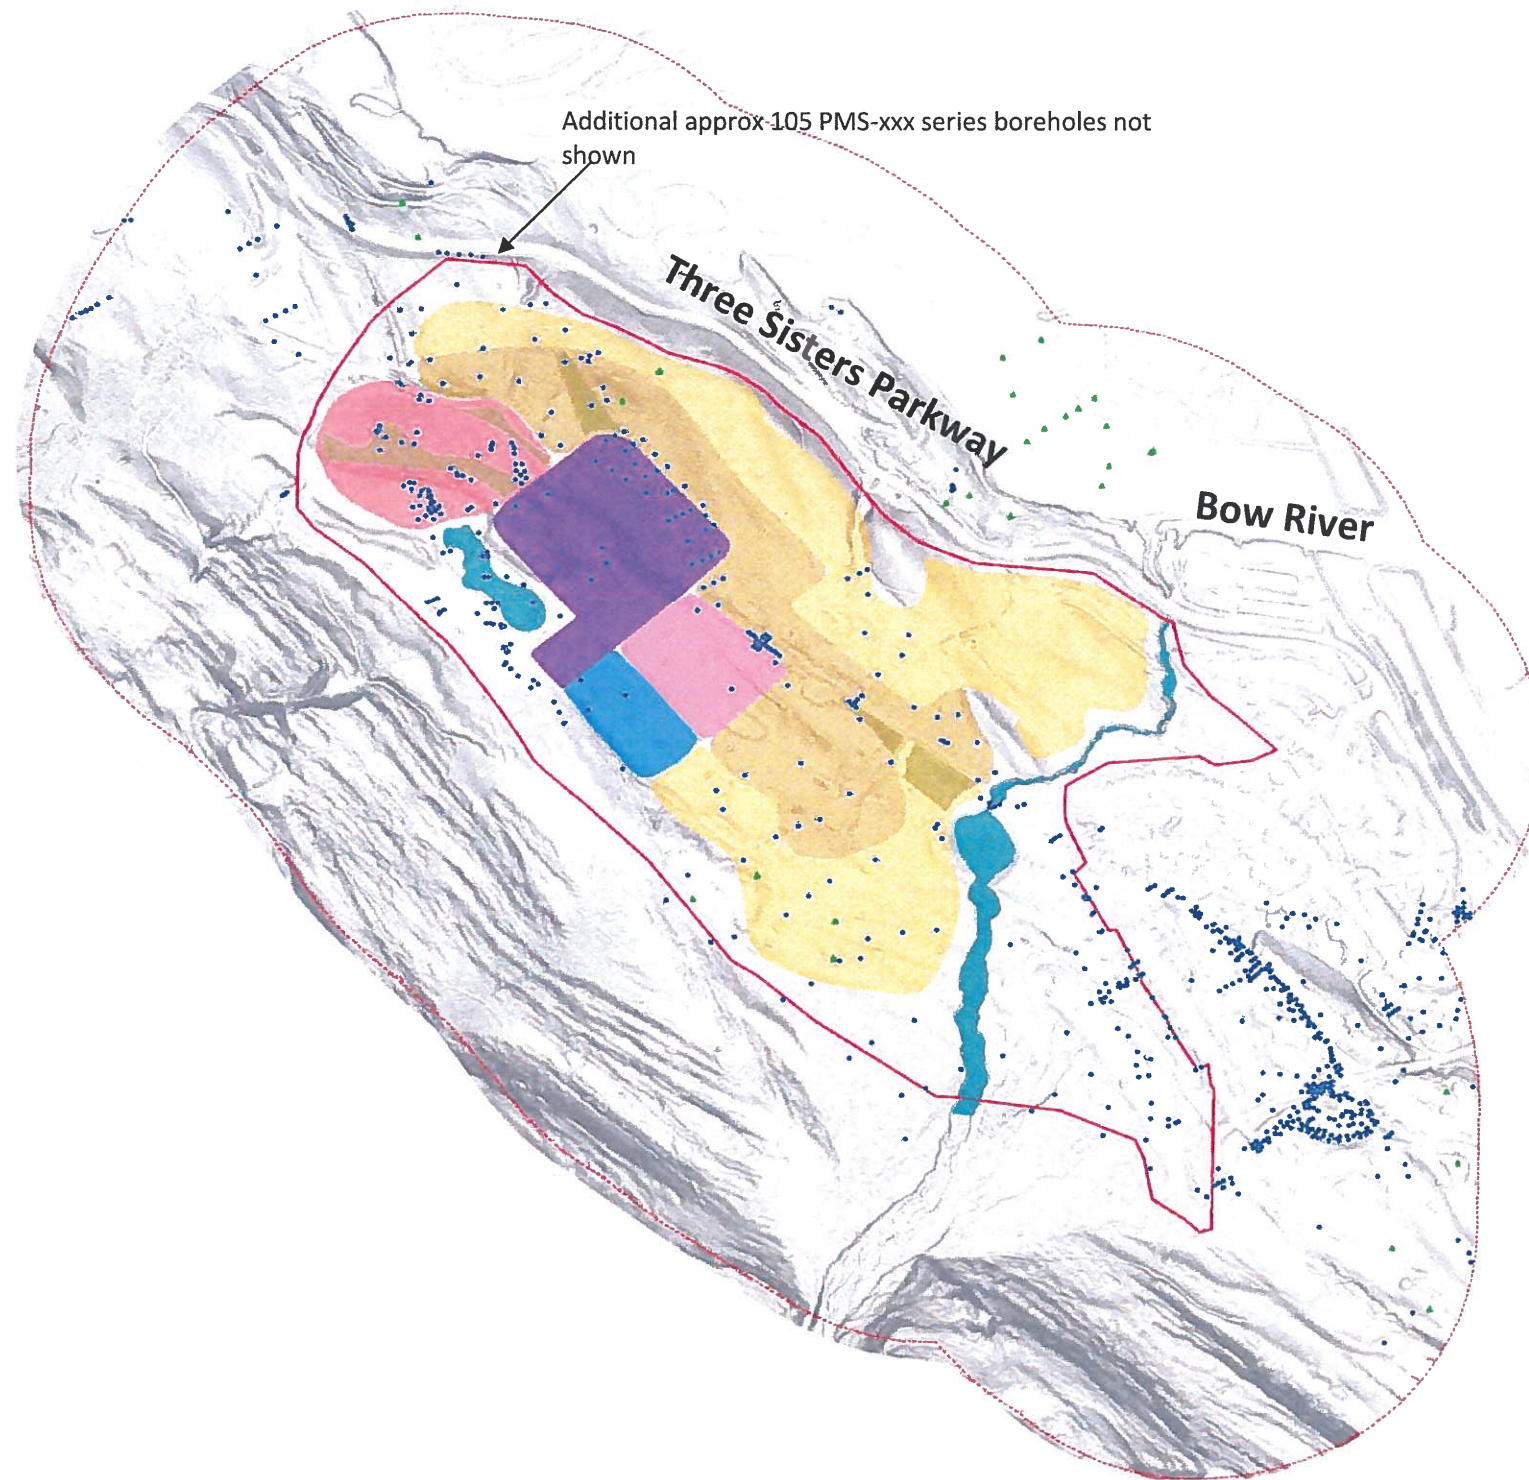 Additional approx 105 PMS-xxx series boreholes not
shown
Three Sisters Parkway
Bow River